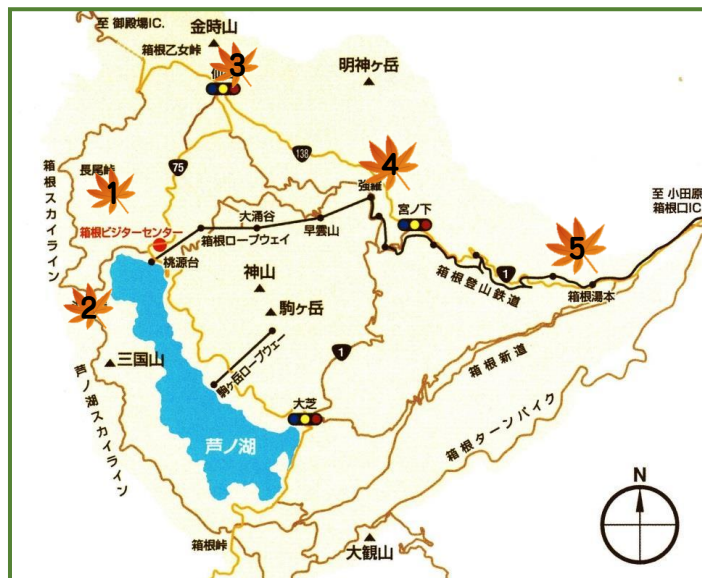 至 御殿場IC.
金時山
箱根乙女峠
3
仙
明神ヶ岳
138
75
長尾峠
1
4
強羅
至 小田原
箱根口IC
宮ノ下
箱根スカイライン
大涌谷
早雲山
箱根ロープウェイ
箱根ビジターセンター
桃源台
5
箱根登山鉄道
1
箱根湯本
神山
2
駒ヶ岳
三国山
1
箱根新道
駒ヶ岳ロープウェー
芦ノ湖スカイライン
大芝
箱根ターンパイク
芦ノ湖
N
箱根峠
大観山